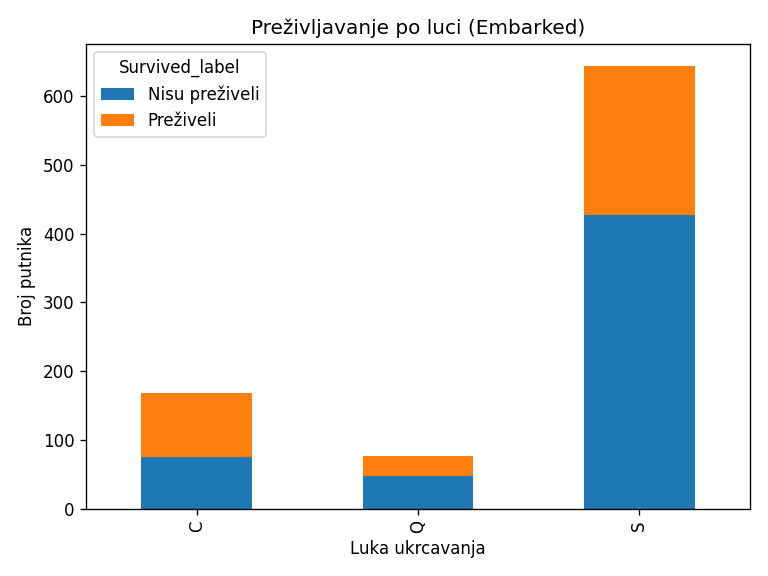 Preživljavanje po luci (Embarked)
Survived_label
Nisu preživeli
Preživeli
Broj putnika
600
500
400
300
200
100
0
C
Q
S
Luka ukrcavanja